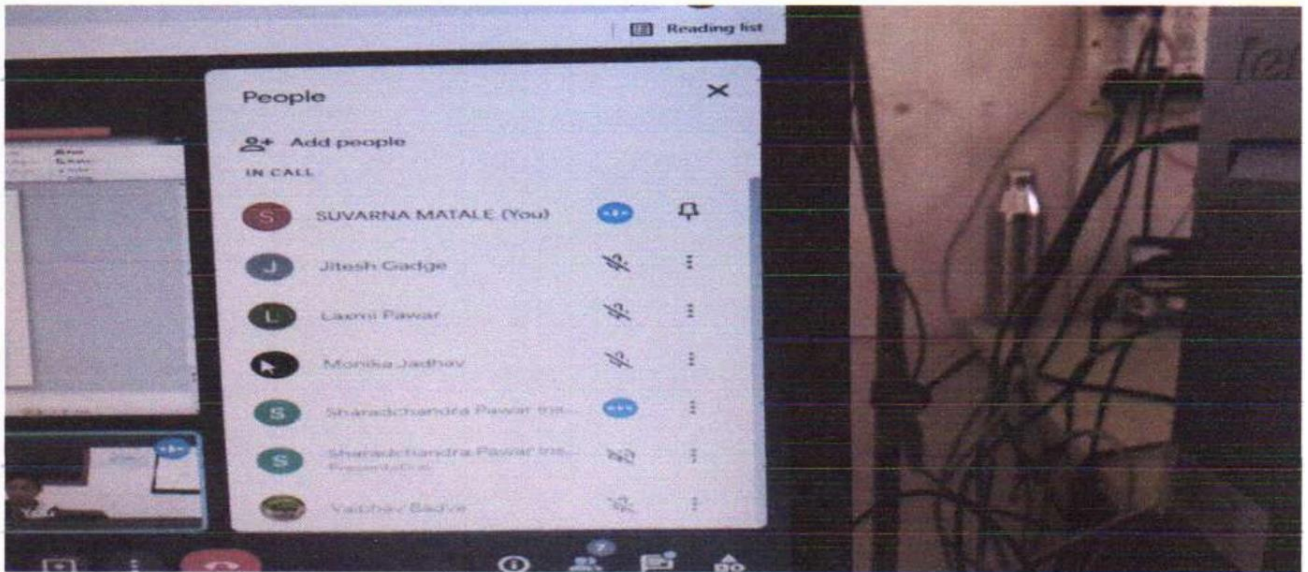 Reading list
People
Add people
IN CALL
S SUVARNA MATALE (You)
J Jitesh Gadge
L Laxmi Pawar
Monika Jadhav
S Sharadchandra Pawar Ins...
S Sharadchandra Pawar Ins...
Presentation
Vaibhav Badve
7